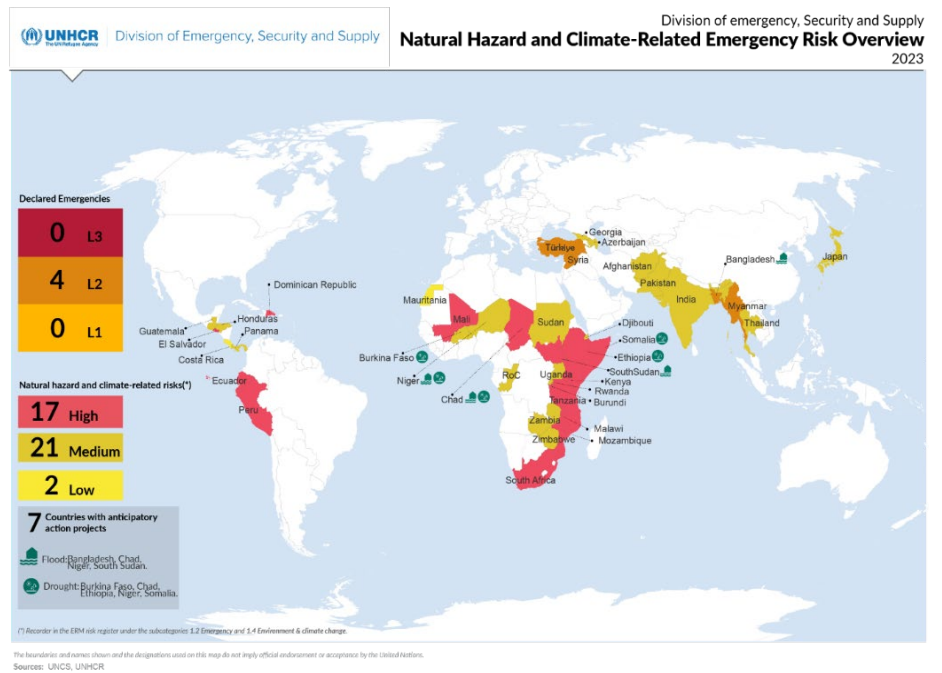 UNHCR
The UN Refugee Agency
Division of Emergency, Security and Supply
Division of emergency, Security and Supply
Natural Hazard and Climate-Related Emergency Risk Overview
2023
Declared Emergencies
0 L3
4 L2
0 L1
Natural hazard and climate-related risks(*)
17 High
21 Medium
2 Low
7 Countries with anticipatory
action projects
Flood:Bangladesh, Chad,
Niger, South Sudan.
Drought:Burkina Faso, Chad,
Ethiopia, Niger, Somalia.
Dominican Republic
Honduras
Guatemala
Panama
El Salvador
Costa Rica
Ecuador
Peru
Georgia
Azerbaijan
Türkiye
Syria
Afghanistan
Bangladesh
Japan
Pakistan
India
Myanmar
Thailand
Mauritania
Mali
Sudan
Djibouti
Somalia
Burkina Faso
Ethiopia
Niger
RoC
Uganda
SouthSudan
Kenya
Chad
Rwanda
Tanzania
Burundi
Zambia
Malawi
Zimbabwe
Mozambique
South Africa
(*) Recorder in the ERM risk register under the subcategories 1.2 Emergency and 1.4 Environment & climate change.
The boundaries and names shown and the designations used on this map do not imply official endorsement or acceptance by the United Nations.
Sources: UNCS, UNHCR